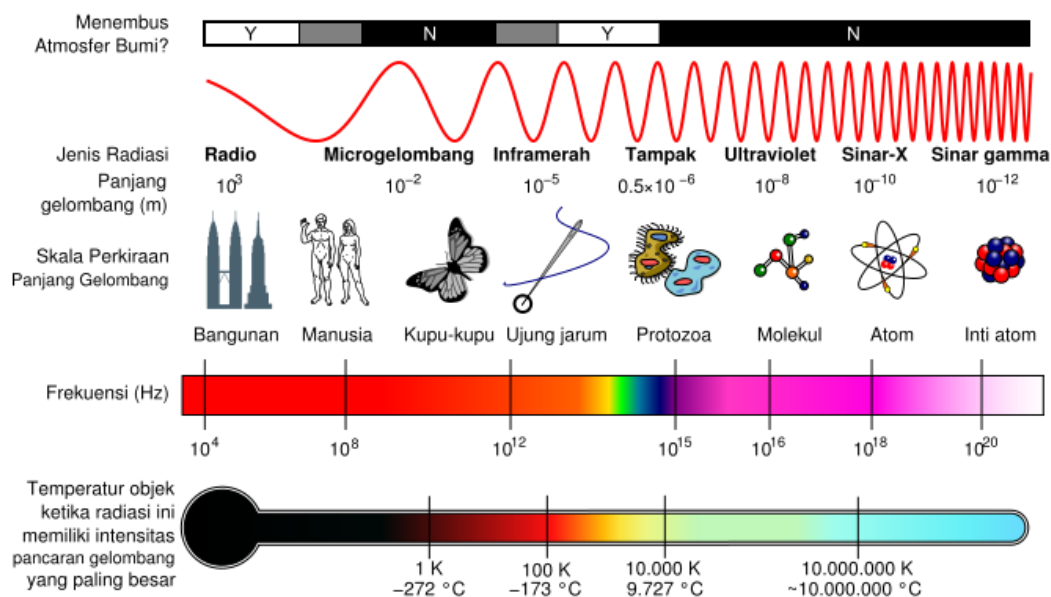 Menembus
Atmosfer Bumi?
Y N Y N
Jenis Radiasi
Radio Microgelombang Inframerah Tampak Ultraviolet Sinar-X Sinar gamma
Panjang
gelombang (m)
10³ 10⁻² 10⁻⁵ 0.5×10⁻⁶ 10⁻⁸ 10⁻¹⁰ 10⁻¹²
Skala Perkiraan
Panjang Gelombang
Bangunan Manusia Kupu-kupu Ujung jarum Protozoa Molekul Atom Inti atom
Frekuensi (Hz)
10⁴ 10⁸ 10¹² 10¹⁵ 10¹⁶ 10¹⁸ 10²⁰
Temperatur objek
ketika radiasi ini
memiliki intensitas
pancaran gelombang
yang paling besar
1 K 100 K 10.000 K 10.000.000 K
−272 °C −173 °C 9.727 °C ~10.000.000 °C